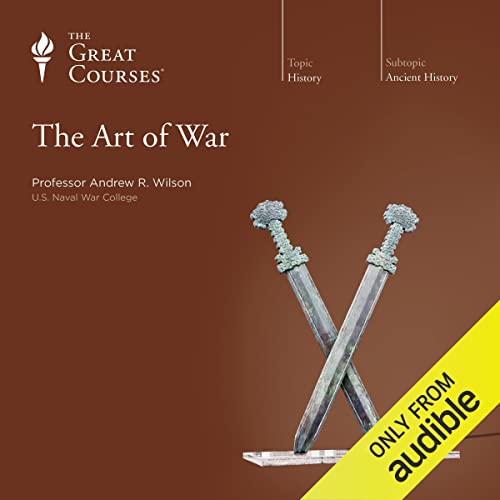 THE
GREAT
COURSES®
Topic
History
Subtopic
Ancient History
The Art of War
Professor Andrew R. Wilson
U.S. Naval War College
ONLY FROM
audible